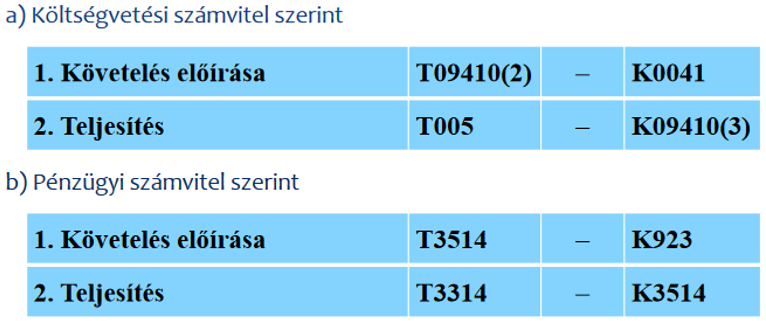 a) Költségvetési számvitel szerint
1. Követelés előírása T09410(2) – K0041
2. Teljesítés T005 – K09410(3)
b) Pénzügyi számvitel szerint
1. Követelés előírása T3514 – K923
2. Teljesítés T3314 – K3514